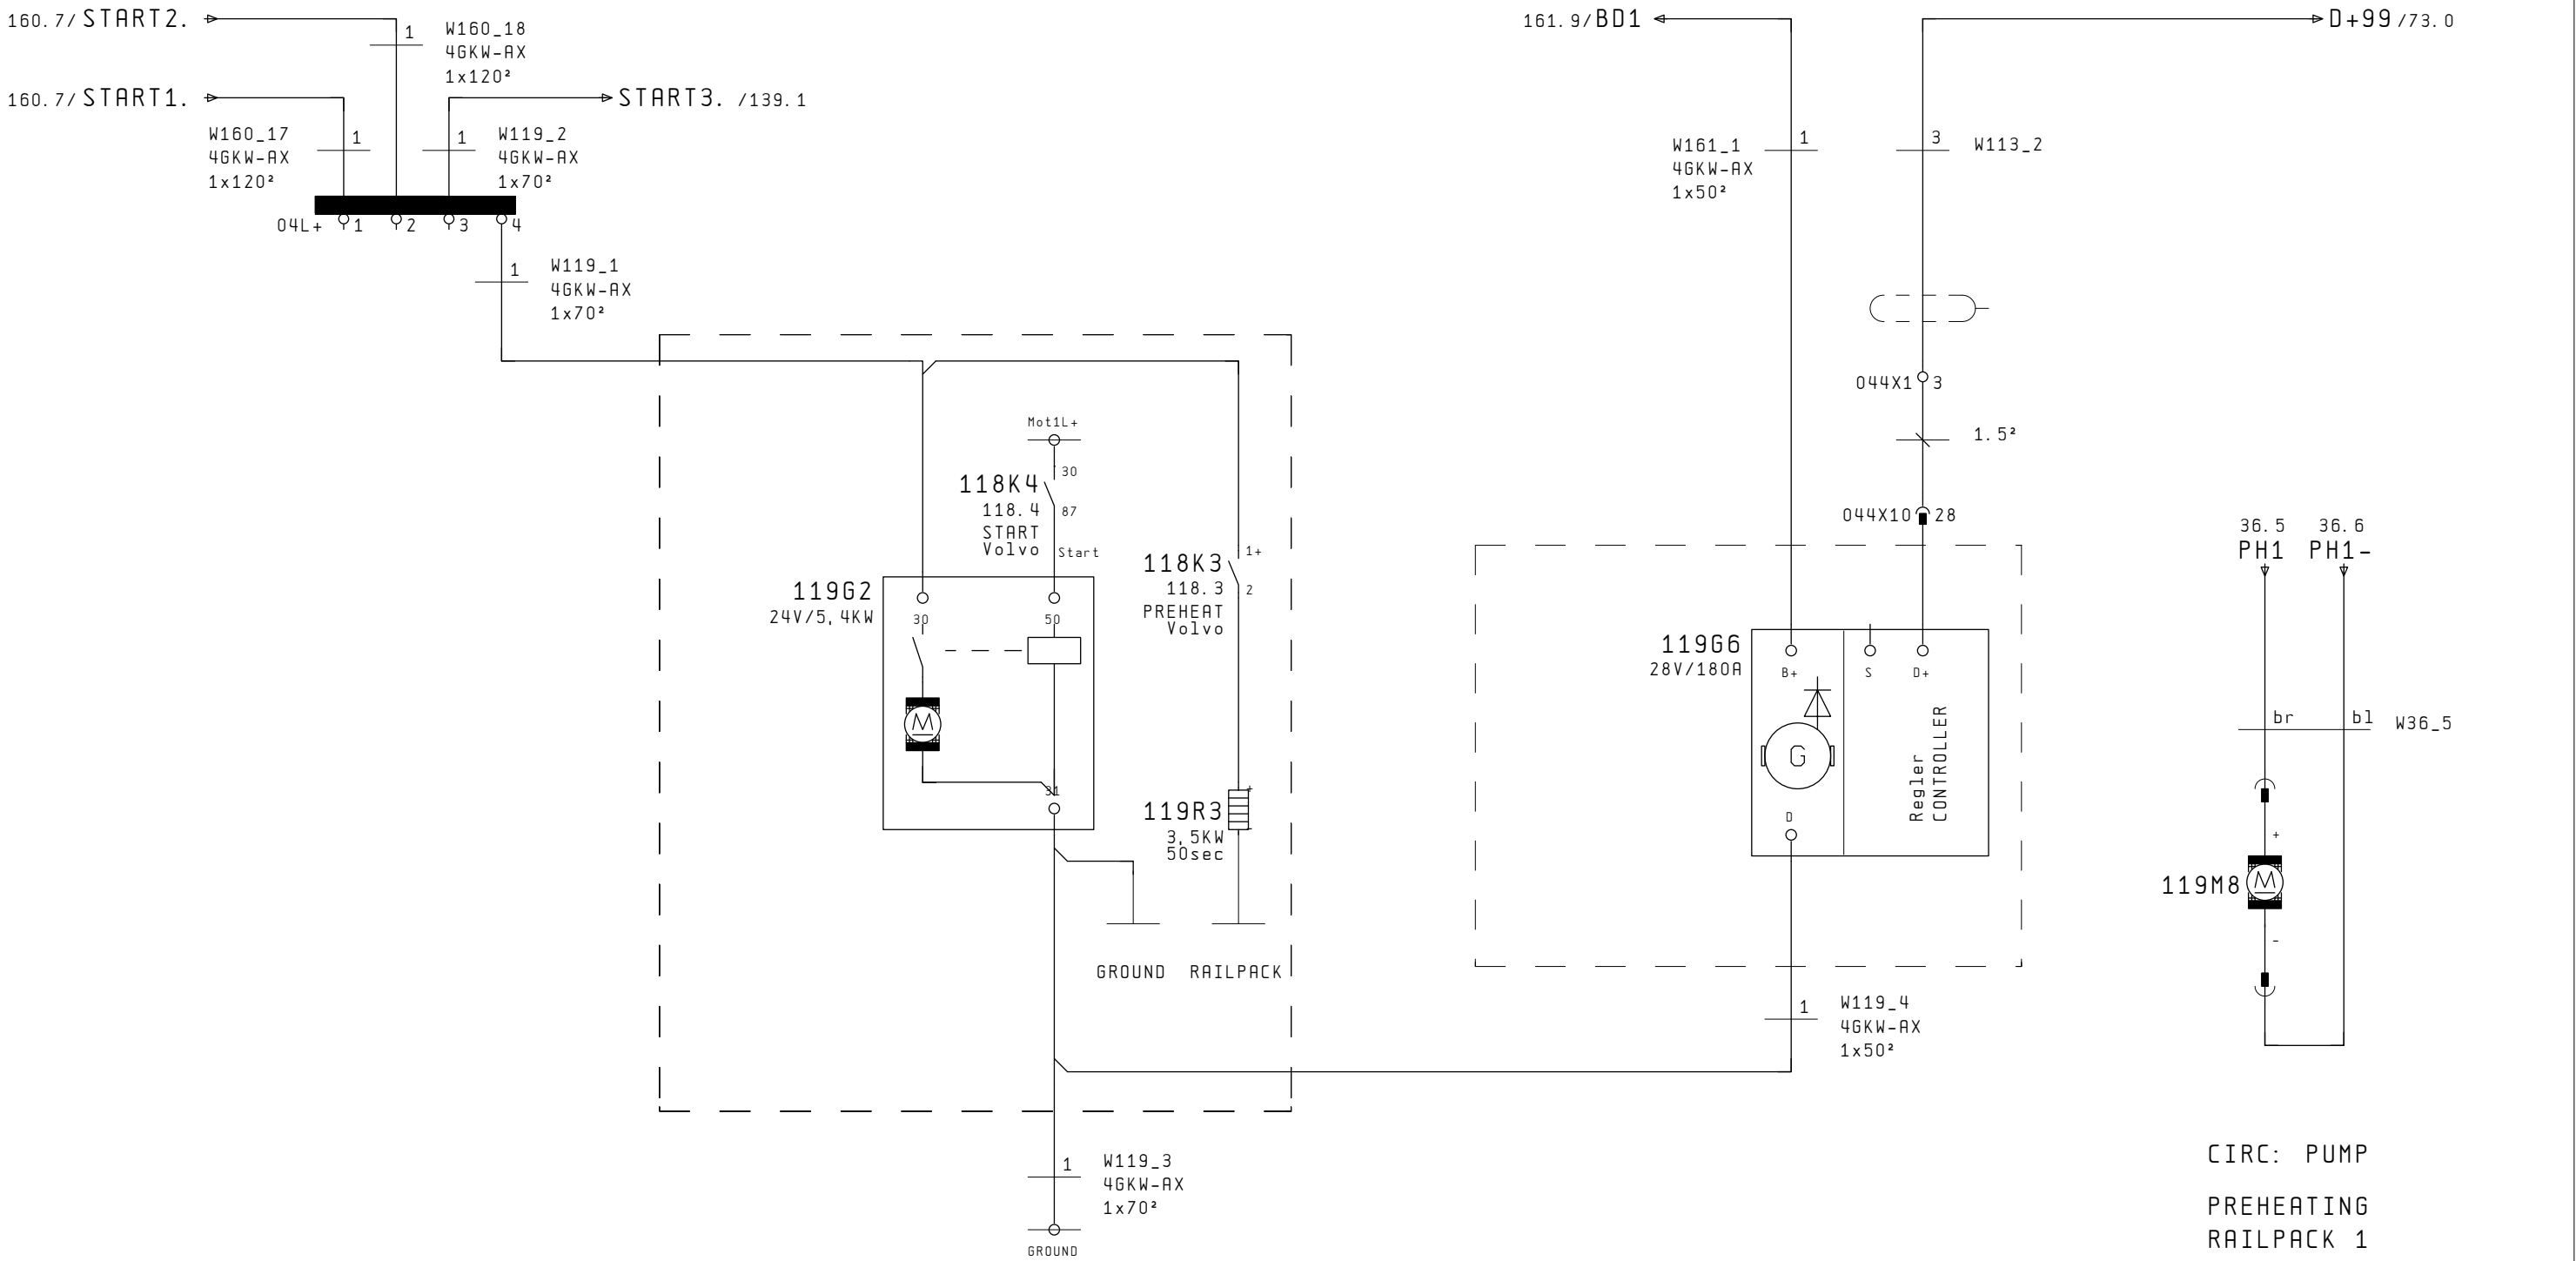 160.7/START2.
1
W160_18
4GKW-AX
1x120²
160.7/START1.
START3. /139.1
W160_17
4GKW-AX
1x120²
1
1
W119_2
4GKW-AX
1x70²
04L+
1
2
3
4
1
W119_1
4GKW-AX
1x70²
161.9/BD1
D+99/73.0
W161_1
4GKW-AX
1x50²
1
3
W113_2
044X1
3
1.5²
044X10
28
Mot1L+
30
118K4
118.4
87
START
Volvo
Start
118K3
118.3
PREHEAT
Volvo
1+
2
119G2
24V/5,4KW
30
50
M
31
119R3
3,5KW
50sec
+
-
GROUND
RAILPACK
119G6
28V/180A
B+
S
D+
G
D
Regler
CONTROLLER
1
W119_4
4GKW-AX
1x50²
1
W119_3
4GKW-AX
1x70²
GROUND
36.5
PH1
36.6
PH1-
br
bl
W36_5
+
119M8
M
-
CIRC: PUMP
PREHEATING
RAILPACK 1